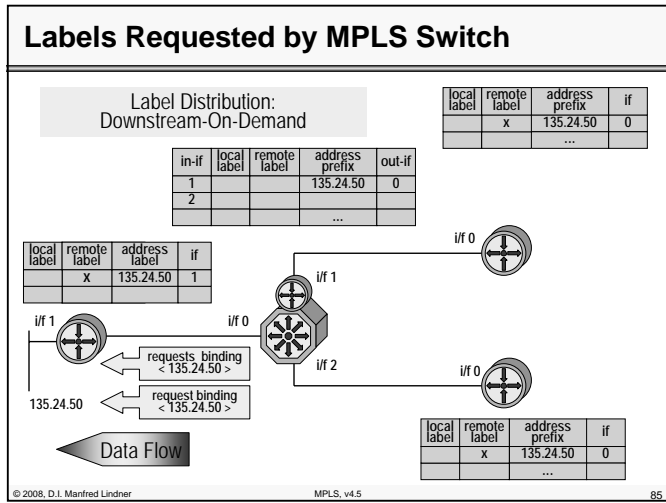 Labels Requested by MPLS Switch
Label Distribution:
Downstream-On-Demand
local label remote label address prefix if
x 135.24.50 0
...
in-if local label remote label address prefix out-if
1 135.24.50 0
2
...
local label remote label address label if
x 135.24.50 1
i/f 0
i/f 1
i/f 1
i/f 0
requests binding
< 135.24.50 >
i/f 2
i/f 0
request binding
< 135.24.50 >
135.24.50
Data Flow
local label remote label address prefix if
x 135.24.50 0
...
© 2008, D.I. Manfred Lindner
MPLS, v4.5
85